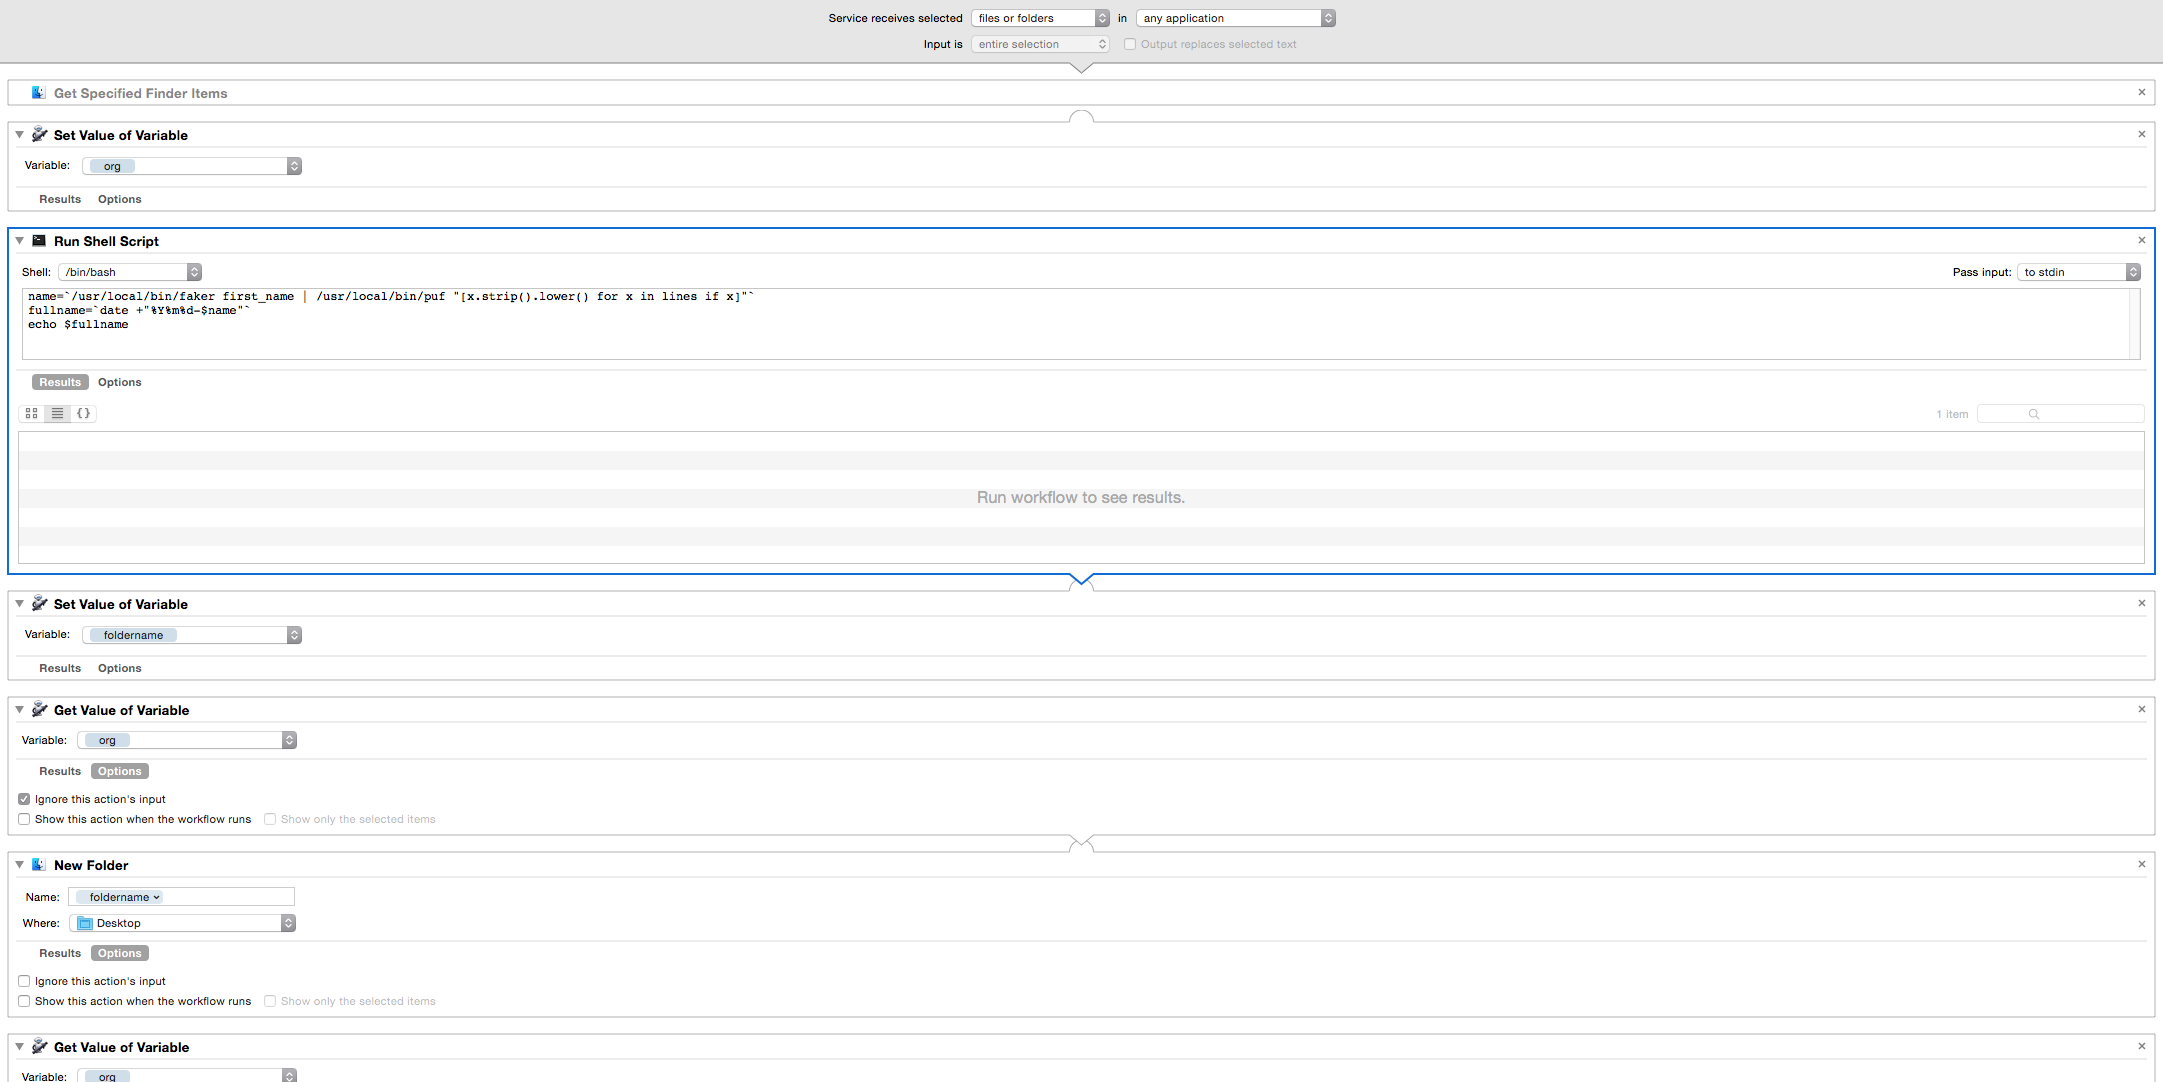 Service receives selected files or folders in any application
Input is entire selection Output replaces selected text
Get Specified Finder Items
Set Value of Variable
Variable: org
Results Options
Run Shell Script
Shell: /bin/bash Pass input: to stdin
name=`/usr/local/bin/faker first_name | /usr/local/bin/puf "[x.strip().lower() for x in lines if x]"`
fullname=`date +"%Y%m%d-$name"`
echo $fullname
Results Options
{} 1 item
Run workflow to see results.
Set Value of Variable
Variable: foldername
Results Options
Get Value of Variable
Variable: org
Results Options
Ignore this action's input
Show this action when the workflow runs Show only the selected items
New Folder
Name: foldername
Where: Desktop
Results Options
Ignore this action's input
Show this action when the workflow runs Show only the selected items
Get Value of Variable
Variable: org